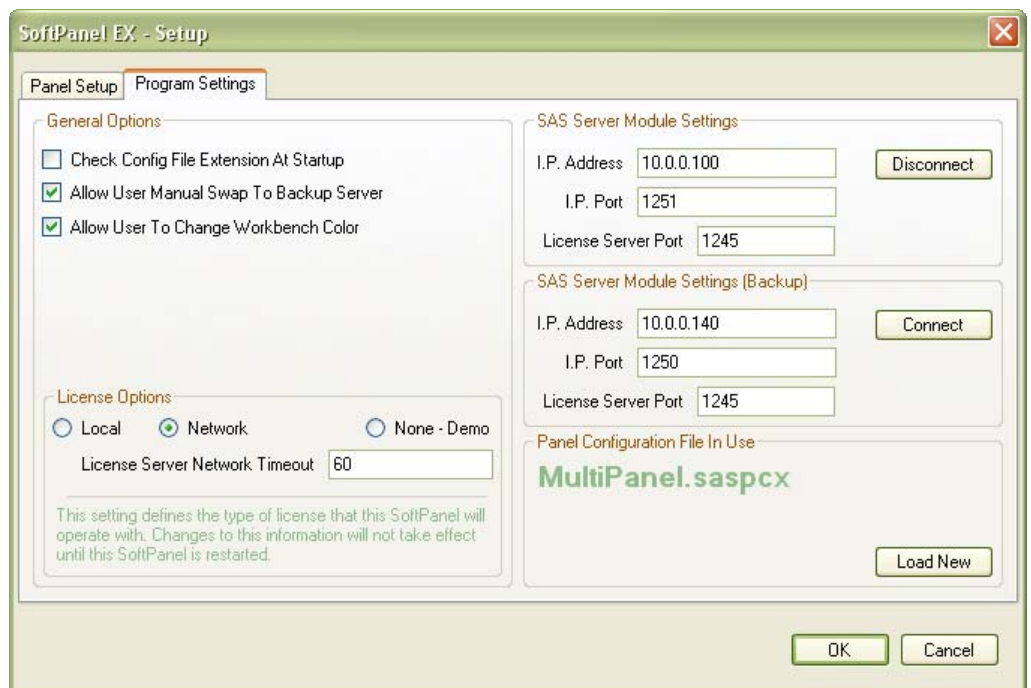 SoftPanel EX - Setup
Panel Setup
Program Settings
General Options
Check Config File Extension At Startup
Allow User Manual Swap To Backup Server
Allow User To Change Workbench Color
License Options
Local
Network
None - Demo
License Server Network Timeout 60
This setting defines the type of license that this SoftPanel will
operate with. Changes to this information will not take effect
until this SoftPanel is restarted.
SAS Server Module Settings
I.P. Address 10.0.0.100
Disconnect
I.P. Port 1251
License Server Port 1245
SAS Server Module Settings (Backup)
I.P. Address 10.0.0.140
Connect
I.P. Port 1250
License Server Port 1245
Panel Configuration File In Use
MultiPanel.saspcx
Load New
OK
Cancel